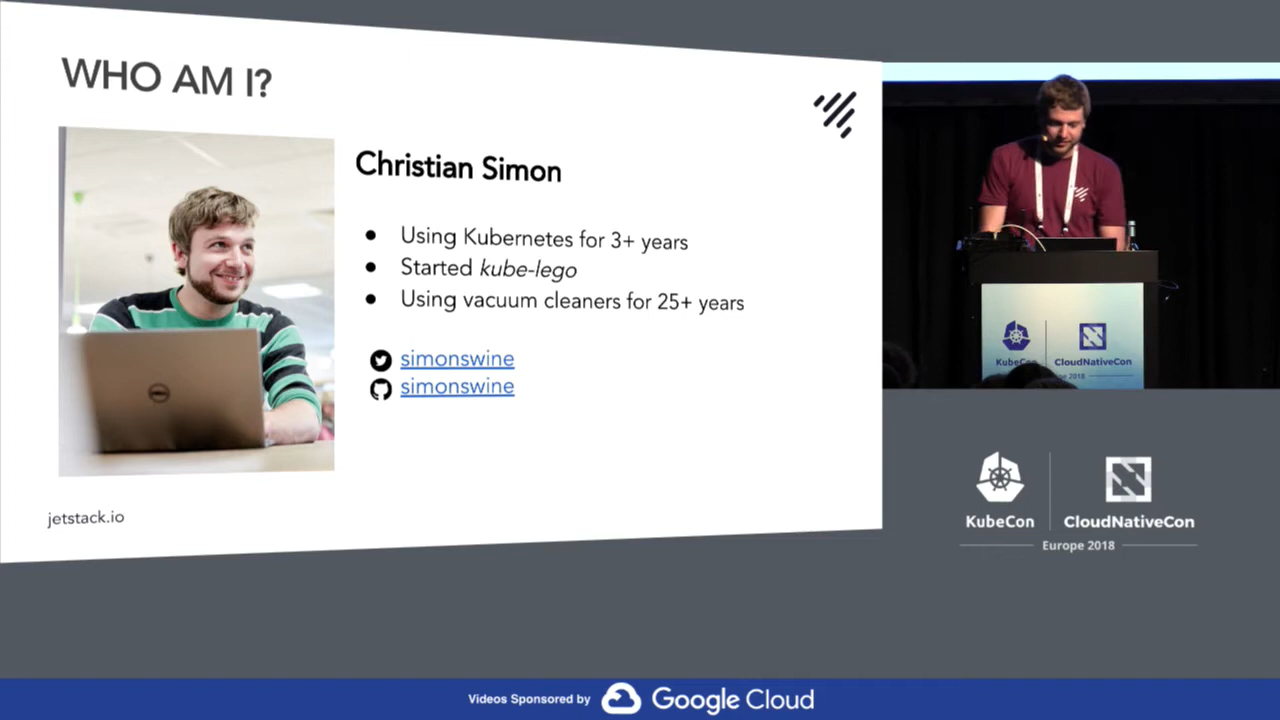 WHO AM I?
Christian Simon
● Using Kubernetes for 3+ years
● Started kube-lego
● Using vacuum cleaners for 25+ years
simonswine
simonswine
jetstack.io
KubeCon
CloudNativeCon
2018
KubeCon
CloudNativeCon
Europe 2018
Videos Sponsored by Google Cloud